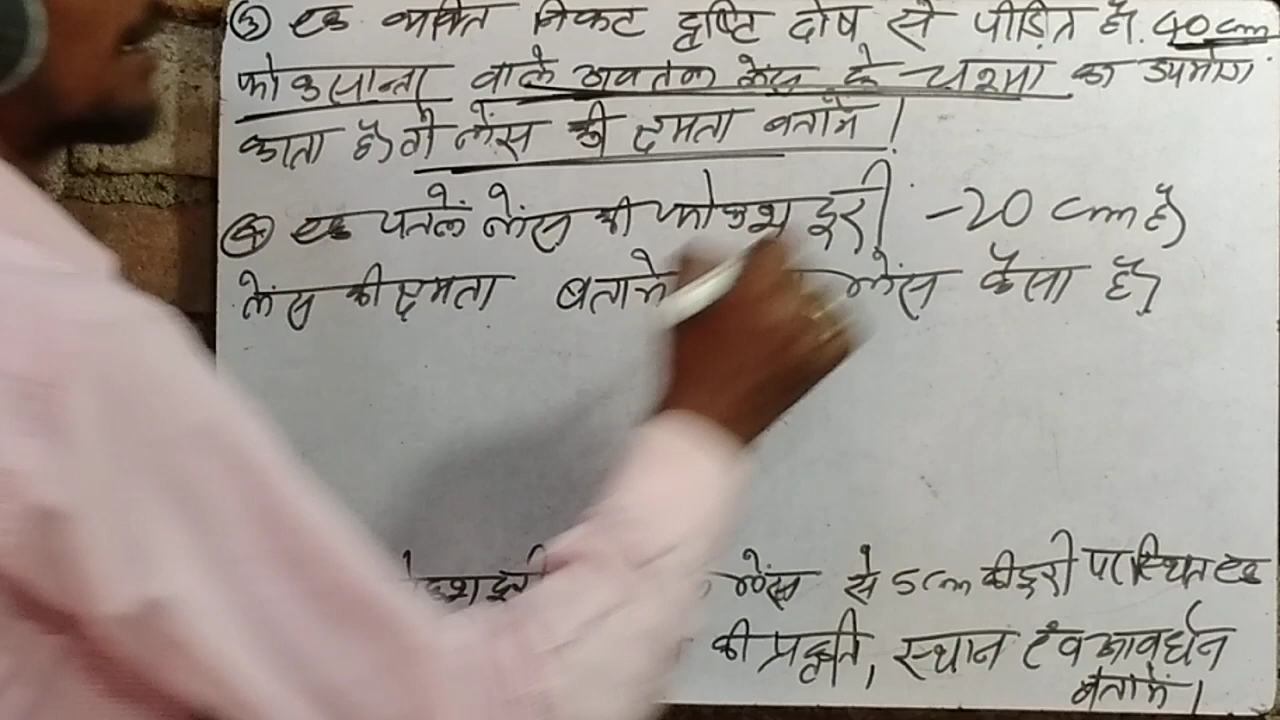 ③ एक व्यक्ति निकट दृष्टि दोष से पीड़ित है। 40 cm
फोकसान्तर वाले अवतल लेंस के चश्मा का उपयोग
करता है, तो लेंस की क्षमता बतायें।
④ एक पतले लेंस की फोकश दूरी -20 cm है
लेंस की क्षमता बतायें लेंस कैसा है?
लेंस से 5 cm की दूरी पर स्थित एक
की प्रकृति, स्थान एवं आवर्धन
बतायें।